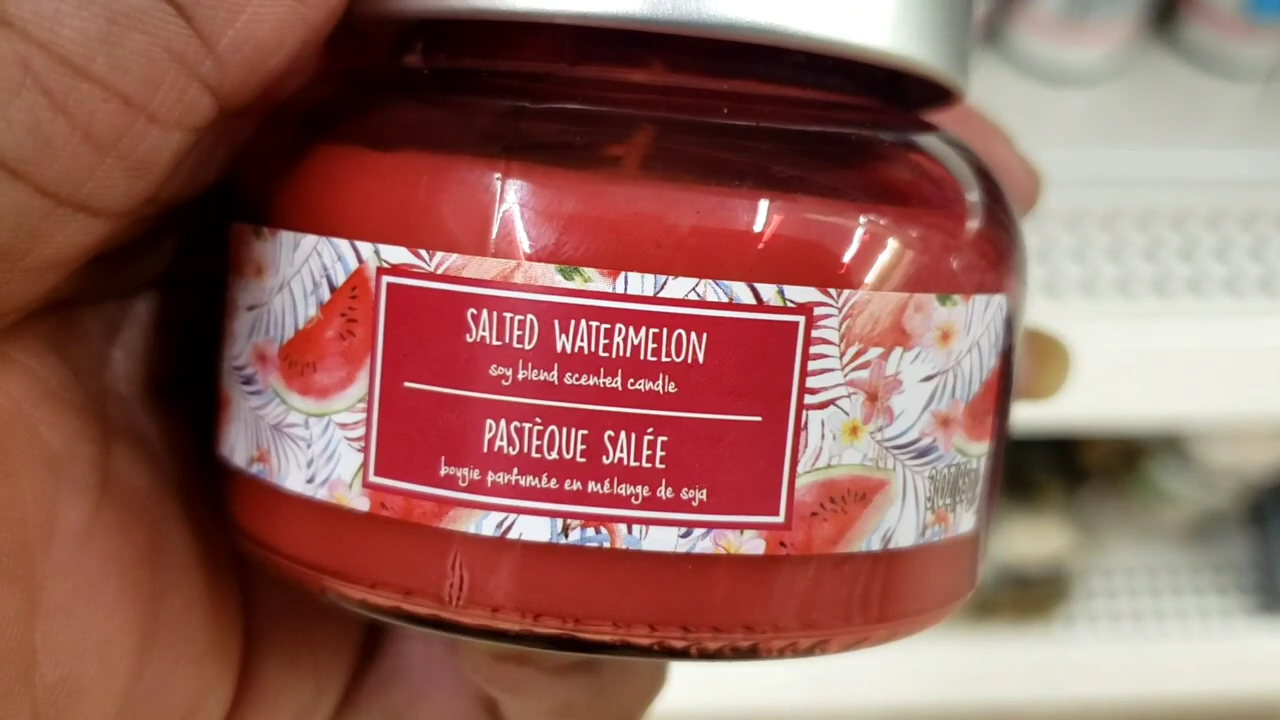 SALTED WATERMELON
soy blend scented candle
PASTÈQUE SALÉE
bougie parfumée en mélange de soja